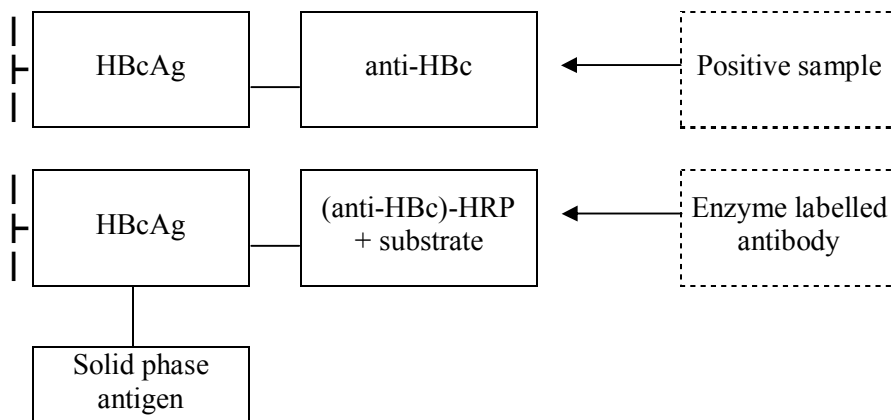 HBcAg
anti-HBc
Positive sample
HBcAg
(anti-HBc)-HRP
+ substrate
Enzyme labelled
antibody
Solid phase
antigen